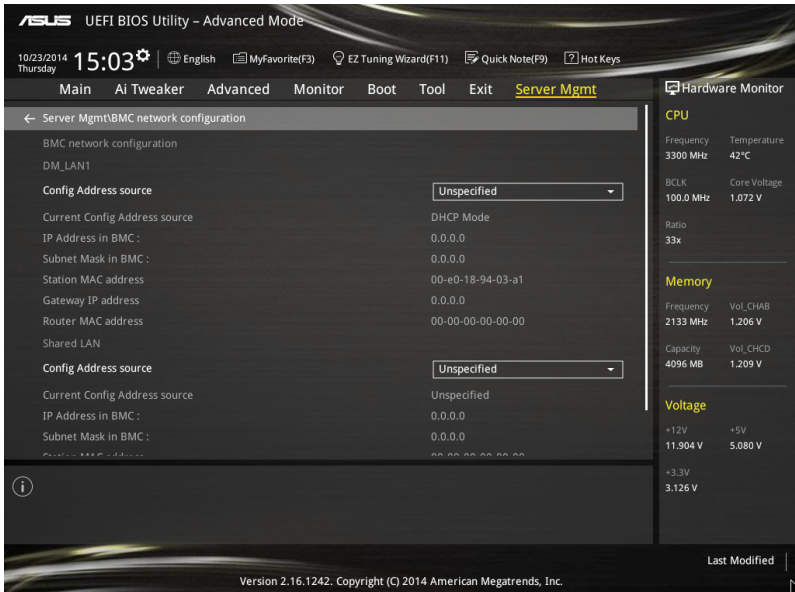 ASUS UEFI BIOS Utility – Advanced Mode
10/23/2014
Thursday
15:03
English MyFavorite(F3) EZ Tuning Wizard(F11) Quick Note(F9) ? Hot Keys
Main Ai Tweaker Advanced Monitor Boot Tool Exit Server Mgmt
Server Mgmt\BMC network configuration
BMC network configuration
DM_LAN1
Config Address source Unspecified
Current Config Address source DHCP Mode
IP Address in BMC : 0.0.0.0
Subnet Mask in BMC : 0.0.0.0
Station MAC address 00-e0-18-94-03-a1
Gateway IP address 0.0.0.0
Router MAC address 00-00-00-00-00-00
Shared LAN
Config Address source Unspecified
Current Config Address source Unspecified
IP Address in BMC : 0.0.0.0
Subnet Mask in BMC : 0.0.0.0
Station MAC address 00-00-00-00-00-00
Hardware Monitor
CPU
Frequency Temperature
3300 MHz 42°C
BCLK Core Voltage
100.0 MHz 1.072 V
Ratio
33x
Memory
Frequency Vol_CHAB
2133 MHz 1.206 V
Capacity Vol_CHCD
4096 MB 1.209 V
Voltage
+12V +5V
11.904 V 5.080 V
+3.3V
3.126 V
Last Modified
Version 2.16.1242. Copyright (C) 2014 American Megatrends, Inc.